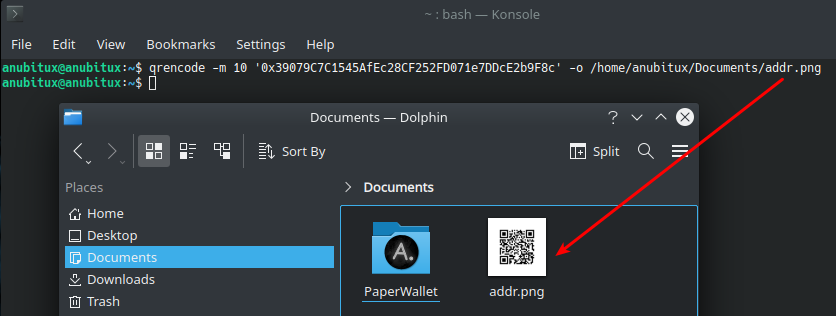 ~ : bash — Konsole
File Edit View Bookmarks Settings Help
anubitux@anubitux:~$ qrencode -m 10 '0x39079C7C1545AfEc28CF252FD071e7DDcE2b9F8c' -o /home/anubitux/Documents/addr.png
anubitux@anubitux:~$
Documents — Dolphin
Sort By Split
Places
Documents
Home
Desktop
Documents
Downloads
Trash
A.
PaperWallet addr.png